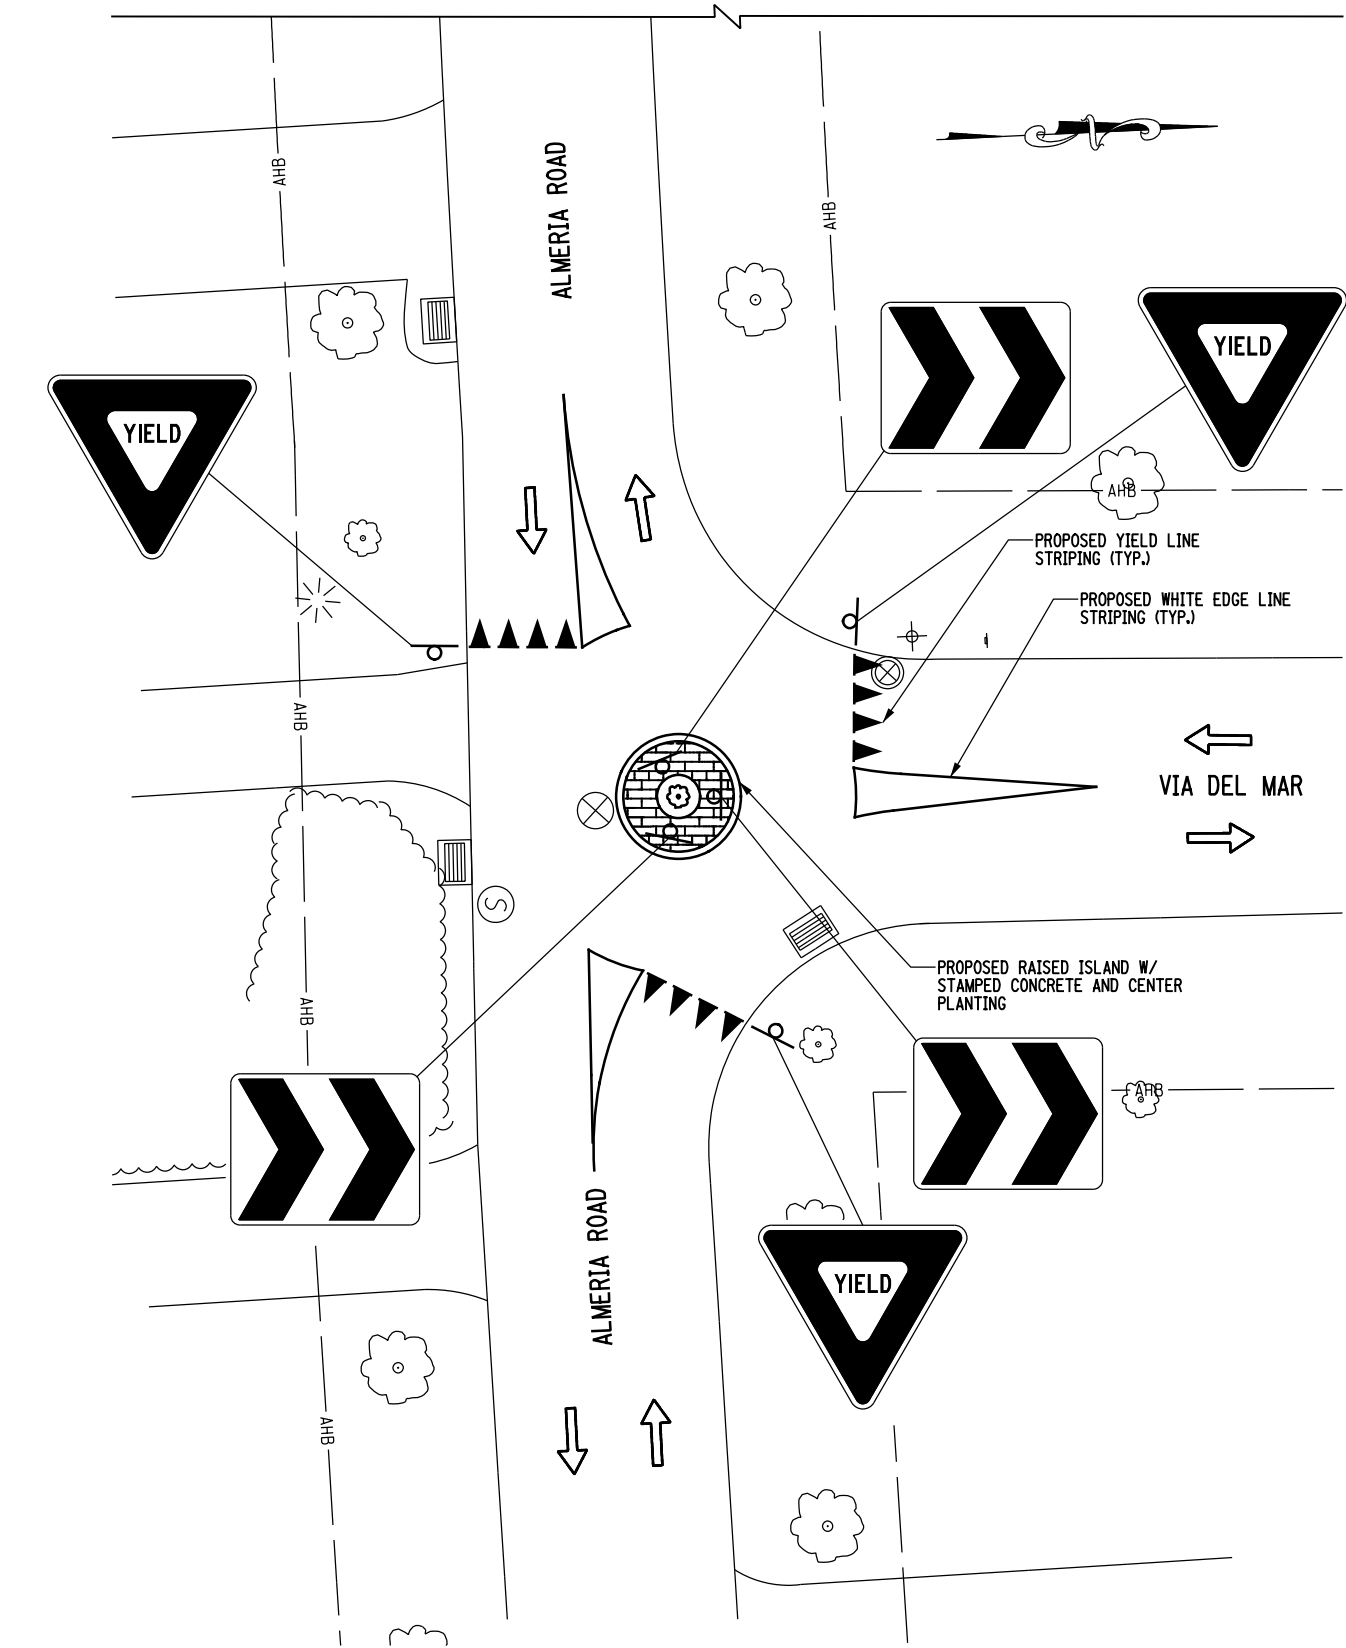 AHB
ALMERIA ROAD
AHB
YIELD
YIELD
AHB
PROPOSED YIELD LINE
STRIPING (TYP.)
PROPOSED WHITE EDGE LINE
STRIPING (TYP.)
AHB
VIA DEL MAR
S
PROPOSED RAISED ISLAND W/
STAMPED CONCRETE AND CENTER
PLANTING
AHB
AHB
ALMERIA ROAD
YIELD
AHB